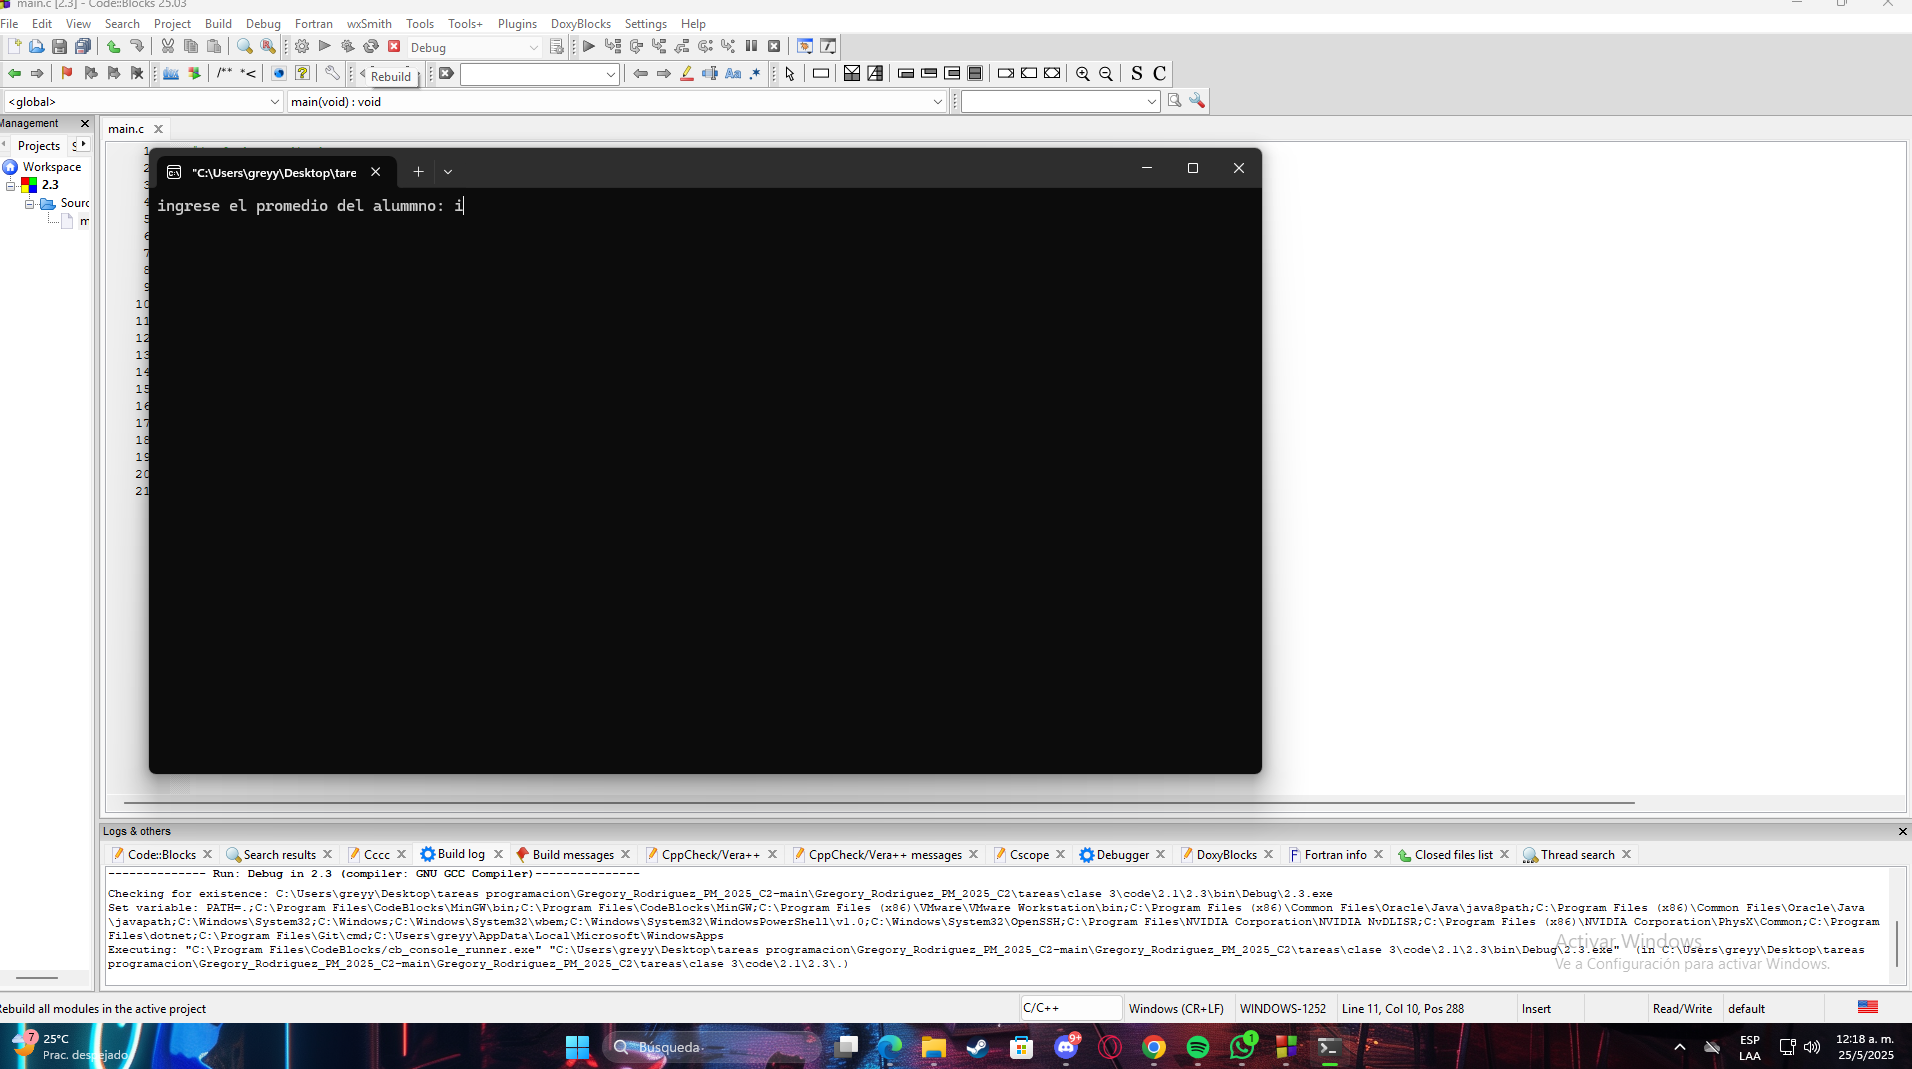 main.c [2.3] - Code::Blocks 25.03
File Edit View Search Project Build Debug Fortran wxSmith Tools Tools+ Plugins DoxyBlocks Settings Help
Debug
/** *< Rebuild Aa .* S C
<global> main(void) : void
Management
main.c
Projects
Workspace
2.3
Sourc
m
1
2
3
4
5
6
7
8
9
10
11
12
13
14
15
16
17
18
19
20
21
"C:\Users\greyy\Desktop\tare
ingrese el promedio del alummno: i
Logs & others
Code::Blocks Search results Cccc Build log Build messages CppCheck/Vera++ CppCheck/Vera++ messages Cscope Debugger DoxyBlocks Fortran info Closed files list Thread search
-------------- Run: Debug in 2.3 (compiler: GNU GCC Compiler)---------------
Checking for existence: C:\Users\greyy\Desktop\tareas programacion\Gregory_Rodriguez_PM_2025_C2-main\Gregory_Rodriguez_PM_2025_C2\tareas\clase 3\code\2.1\2.3\bin\Debug\2.3.exe
Set variable: PATH=.;C:\Program Files\CodeBlocks\MinGW\bin;C:\Program Files\CodeBlocks\MinGW;C:\Program Files (x86)\VMware\VMware Workstation\bin;C:\Program Files (x86)\Common Files\Oracle\Java\java8path;C:\Program Files (x86)\Common Files\Oracle\Java
\javapath;C:\Windows\System32;C:\Windows;C:\Windows\System32\wbem;C:\Windows\System32\WindowsPowerShell\v1.0;C:\Windows\System32\OpenSSH;C:\Program Files\NVIDIA Corporation\NVIDIA NvDLISR;C:\Program Files (x86)\NVIDIA Corporation\PhysX\Common;C:\Program
Files\dotnet;C:\Program Files\Git\cmd;C:\Users\greyy\AppData\Local\Microsoft\WindowsApps
Executing: "C:\Program Files\CodeBlocks/cb_console_runner.exe" "C:\Users\greyy\Desktop\tareas programacion\Gregory_Rodriguez_PM_2025_C2-main\Gregory_Rodriguez_PM_2025_C2\tareas\clase 3\code\2.1\2.3\bin\Debug\2.3.exe" (in C:\Users\greyy\Desktop\tareas
programacion\Gregory_Rodriguez_PM_2025_C2-main\Gregory_Rodriguez_PM_2025_C2\tareas\clase 3\code\2.1\2.3\.)
Activar Windows
Ve a Configuración para activar Windows.
Rebuild all modules in the active project C/C++ Windows (CR+LF) WINDOWS-1252 Line 11, Col 10, Pos 288 Insert Read/Write default
7 25°C
Prac. despejado
Búsqueda
9+
1
ESP
LAA
12:18 a. m.
25/5/2025